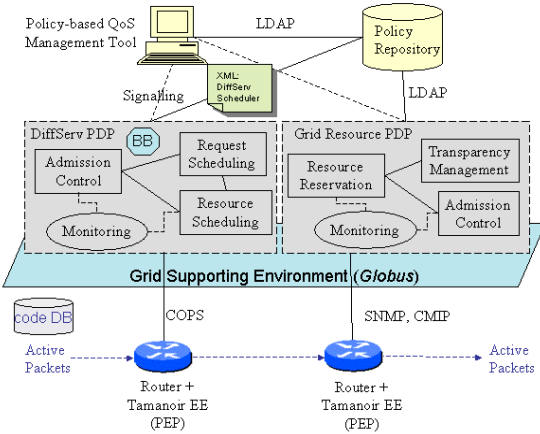 Policy-based QoS
Management Tool
LDAP
Policy
Repository
XML:
DiffServ
Scheduler
Signalling
LDAP
DiffServ PDP
BB
Grid Resource PDP
Admission
Control
Request
Scheduling
Resource
Scheduling
Monitoring
Resource
Reservation
Transparency
Management
Admission
Control
Monitoring
Grid Supporting Environment (Globus)
code DB
COPS
SNMP, CMIP
Active
Packets
Active
Packets
Router +
Tamanoir EE
(PEP)
Router +
Tamanoir EE
(PEP)